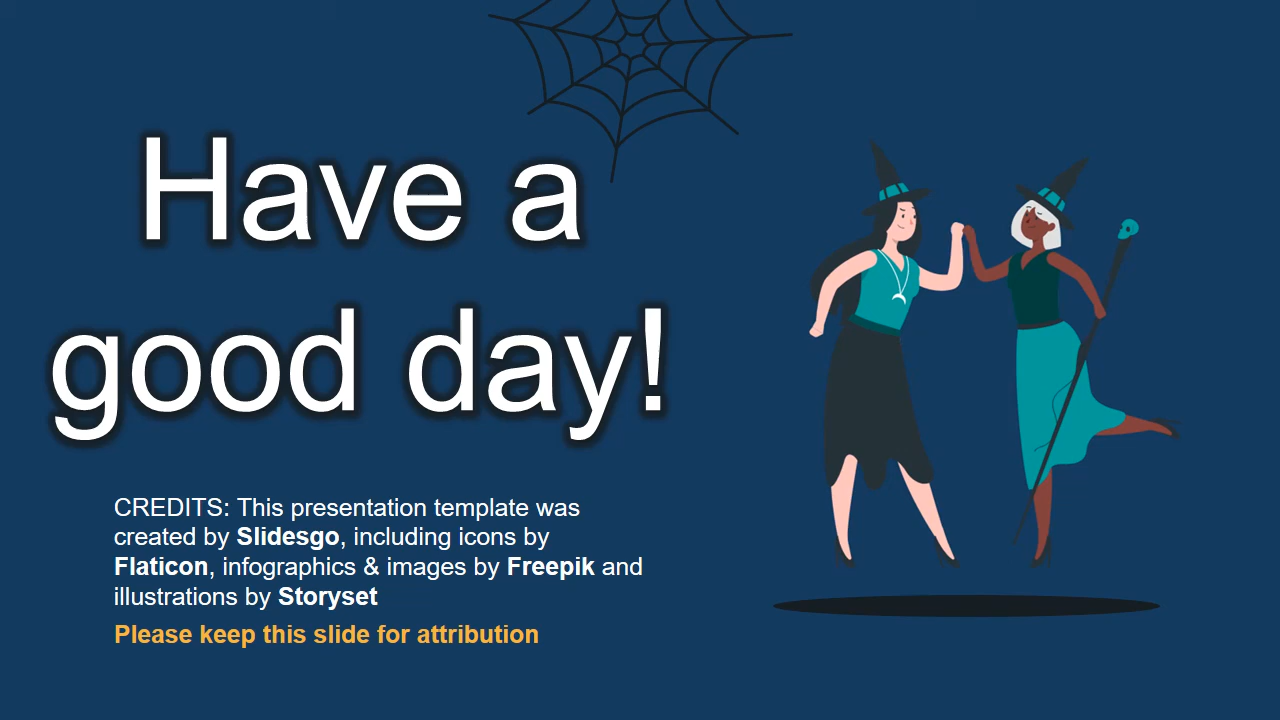 Have a
good day!
CREDITS: This presentation template was
created by Slidesgo, including icons by
Flaticon, infographics & images by Freepik and
illustrations by Storyset
Please keep this slide for attribution